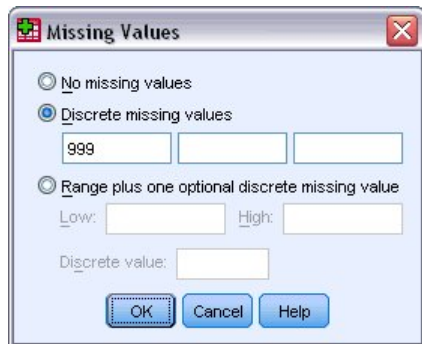 Missing Values
No missing values
Discrete missing values
999
Range plus one optional discrete missing value
Low: High:
Discrete value:
OK Cancel Help